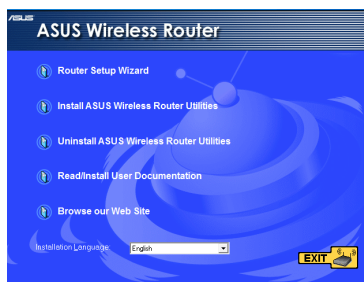 ASUS
ASUS Wireless Router
Router Setup Wizard
Install ASUS Wireless Router Utilities
Uninstall ASUS Wireless Router Utilities
Read/Install User Documentation
Browse our Web Site
Installation Language: English
EXIT